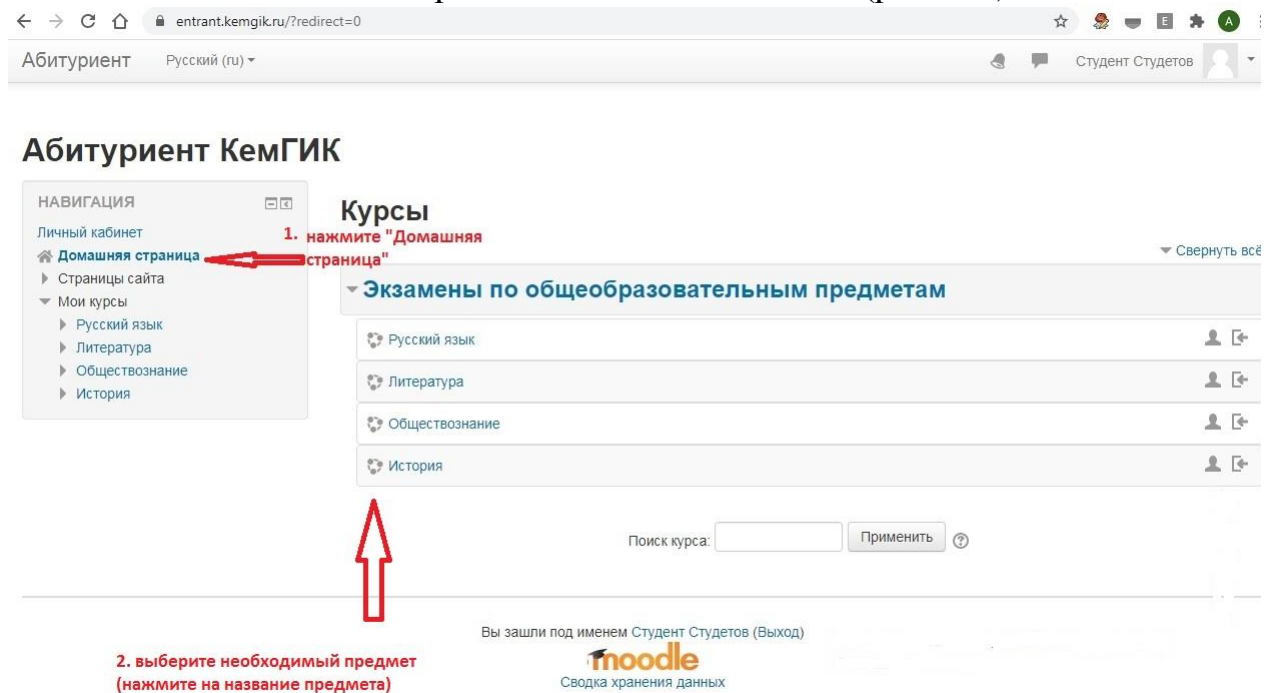 entrant.kemgik.ru/?redirect=0
E
A
Абитуриент Русский (ru)
Студент Студетов
Абитуриент КемГИК
НАВИГАЦИЯ
Личный кабинет
Домашняя страница
Страницы сайта
Мои курсы
Русский язык
Литература
Обществознание
История
1. нажмите "Домашняя
страница"
Курсы
Свернуть всё
Экзамены по общеобразовательным предметам
Русский язык
Литература
Обществознание
История
Поиск курса: Применить
2. выберите необходимый предмет
(нажмите на название предмета)
Вы зашли под именем Студент Студетов (Выход)
moodle
Сводка хранения данных